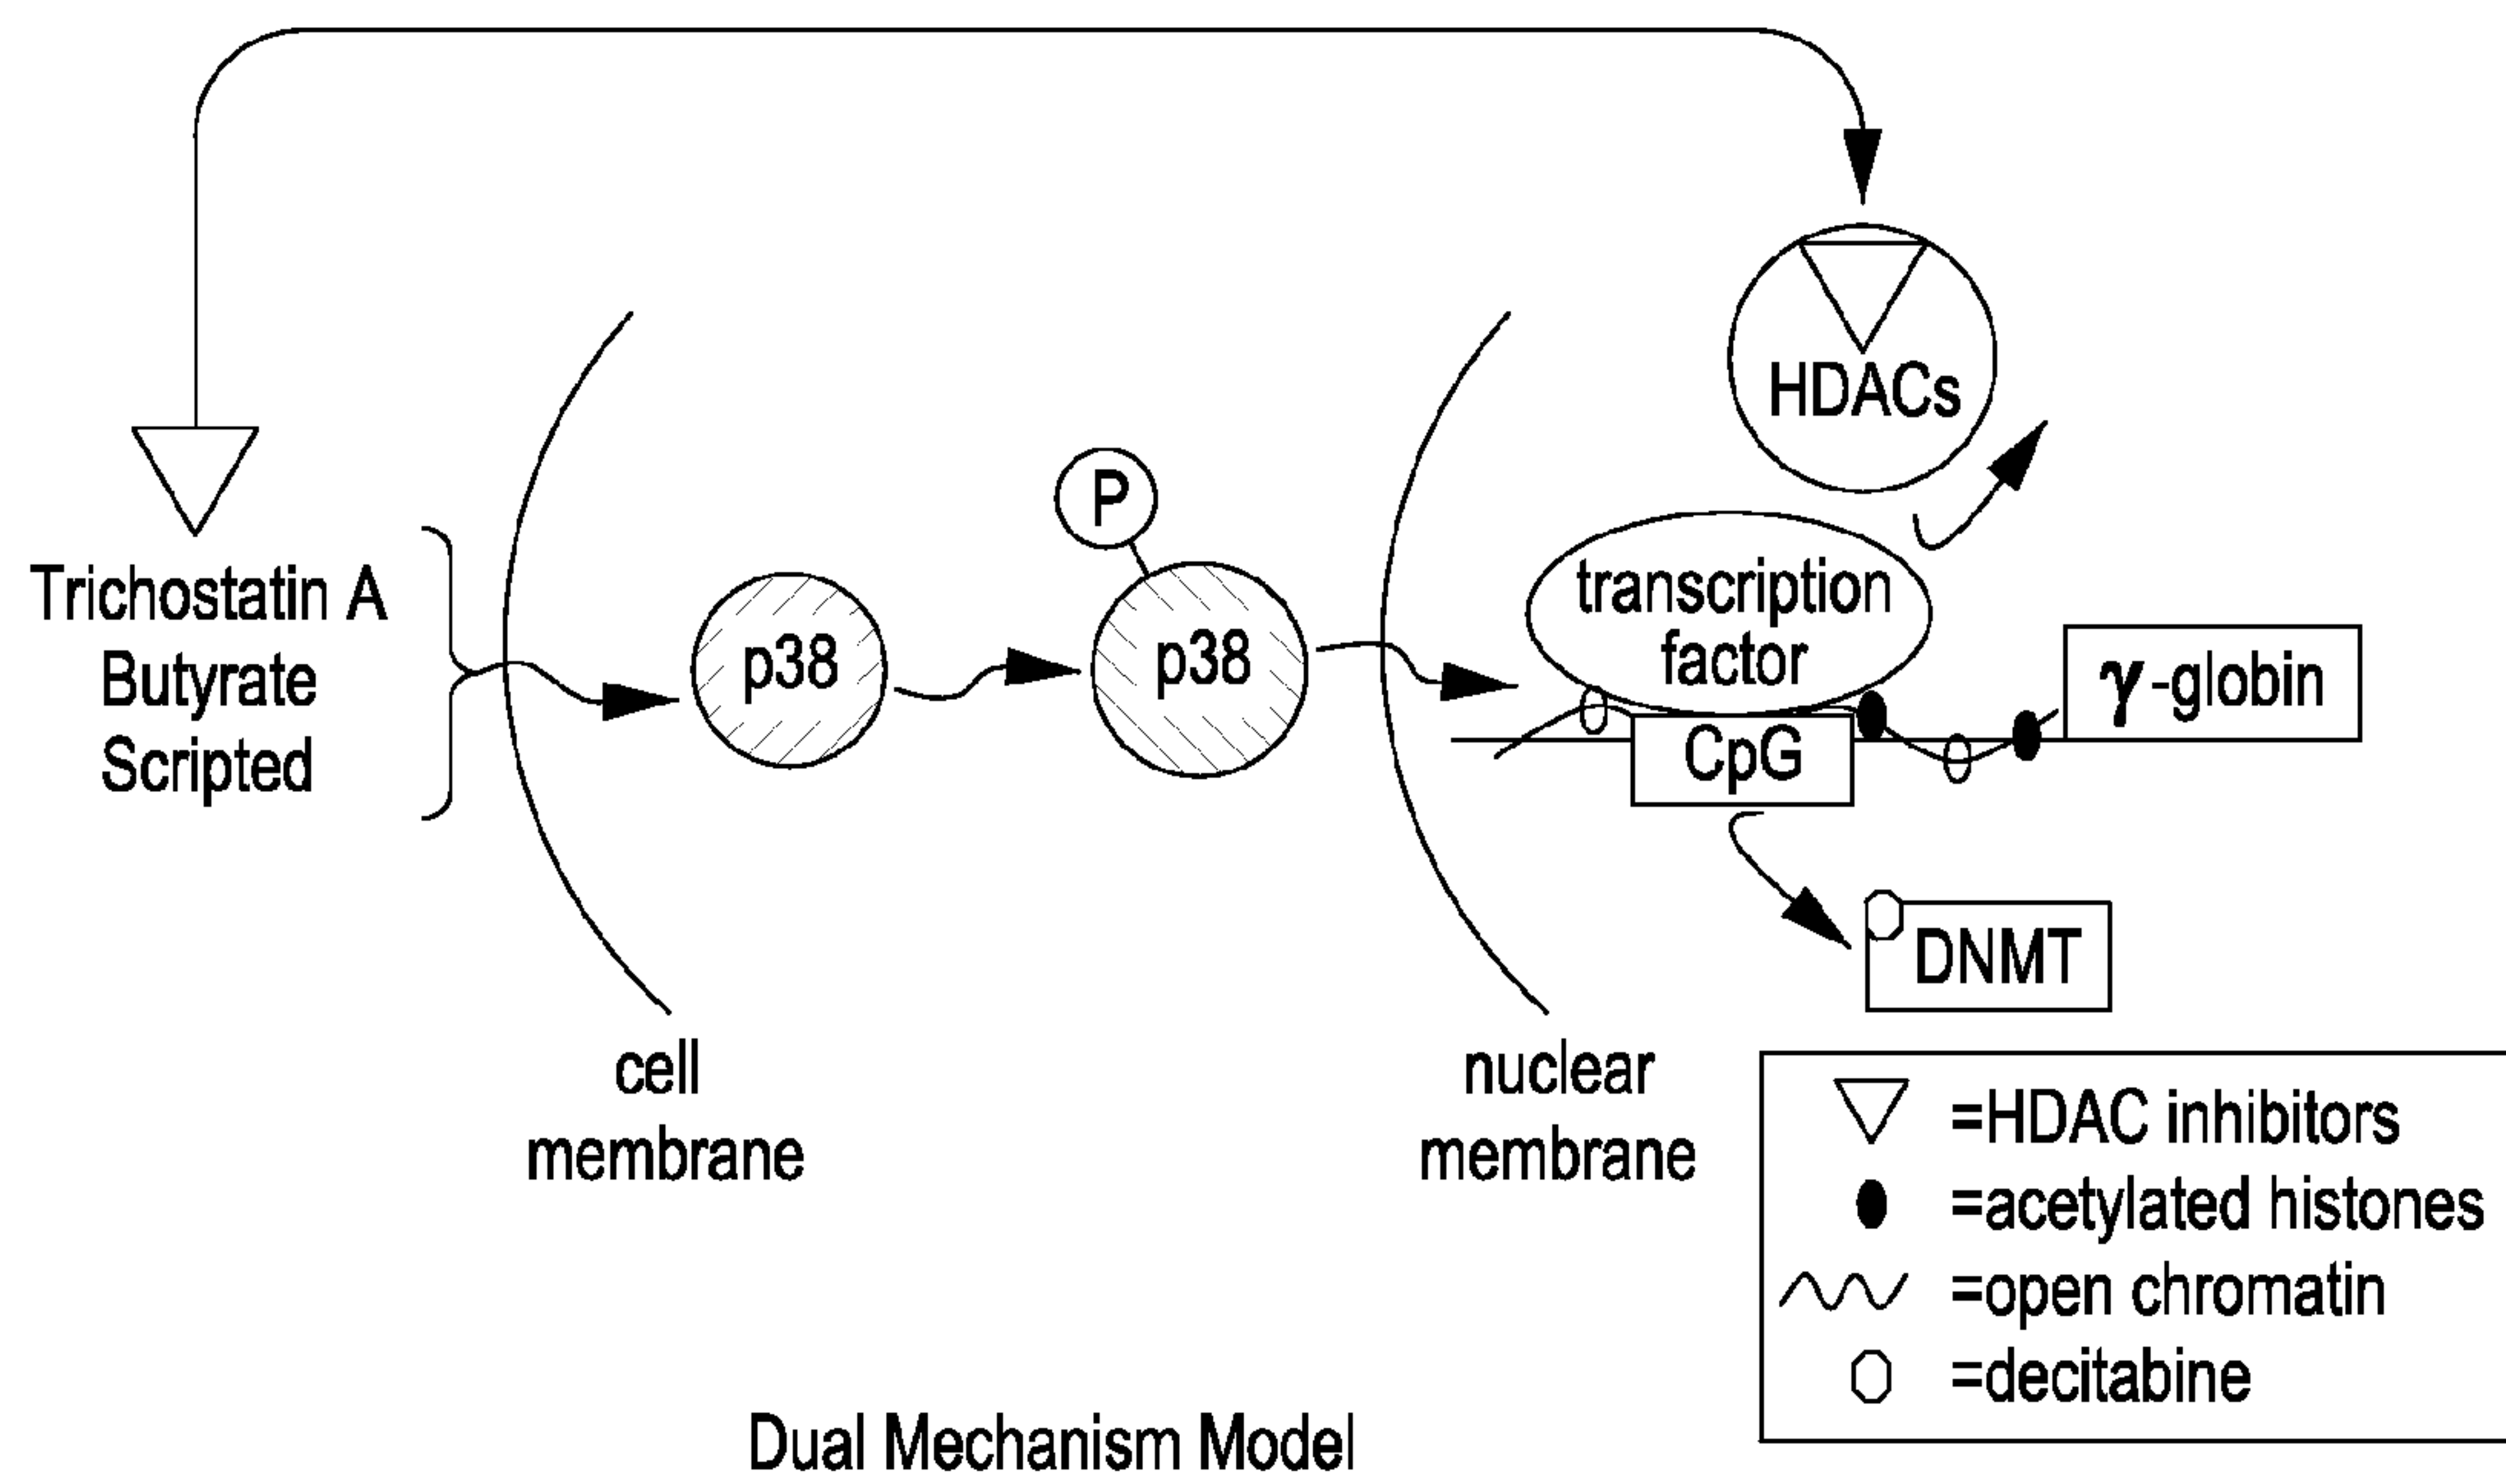 HDACs
P
transcription
factor
Trichostatin A
Butyrate
Scripted
p38
p38
γ-globin
CpG
DNMT
cell
membrane
nuclear
membrane
=HDAC inhibitors
=acetylated histones
=open chromatin
=decitabine
Dual Mechanism Model